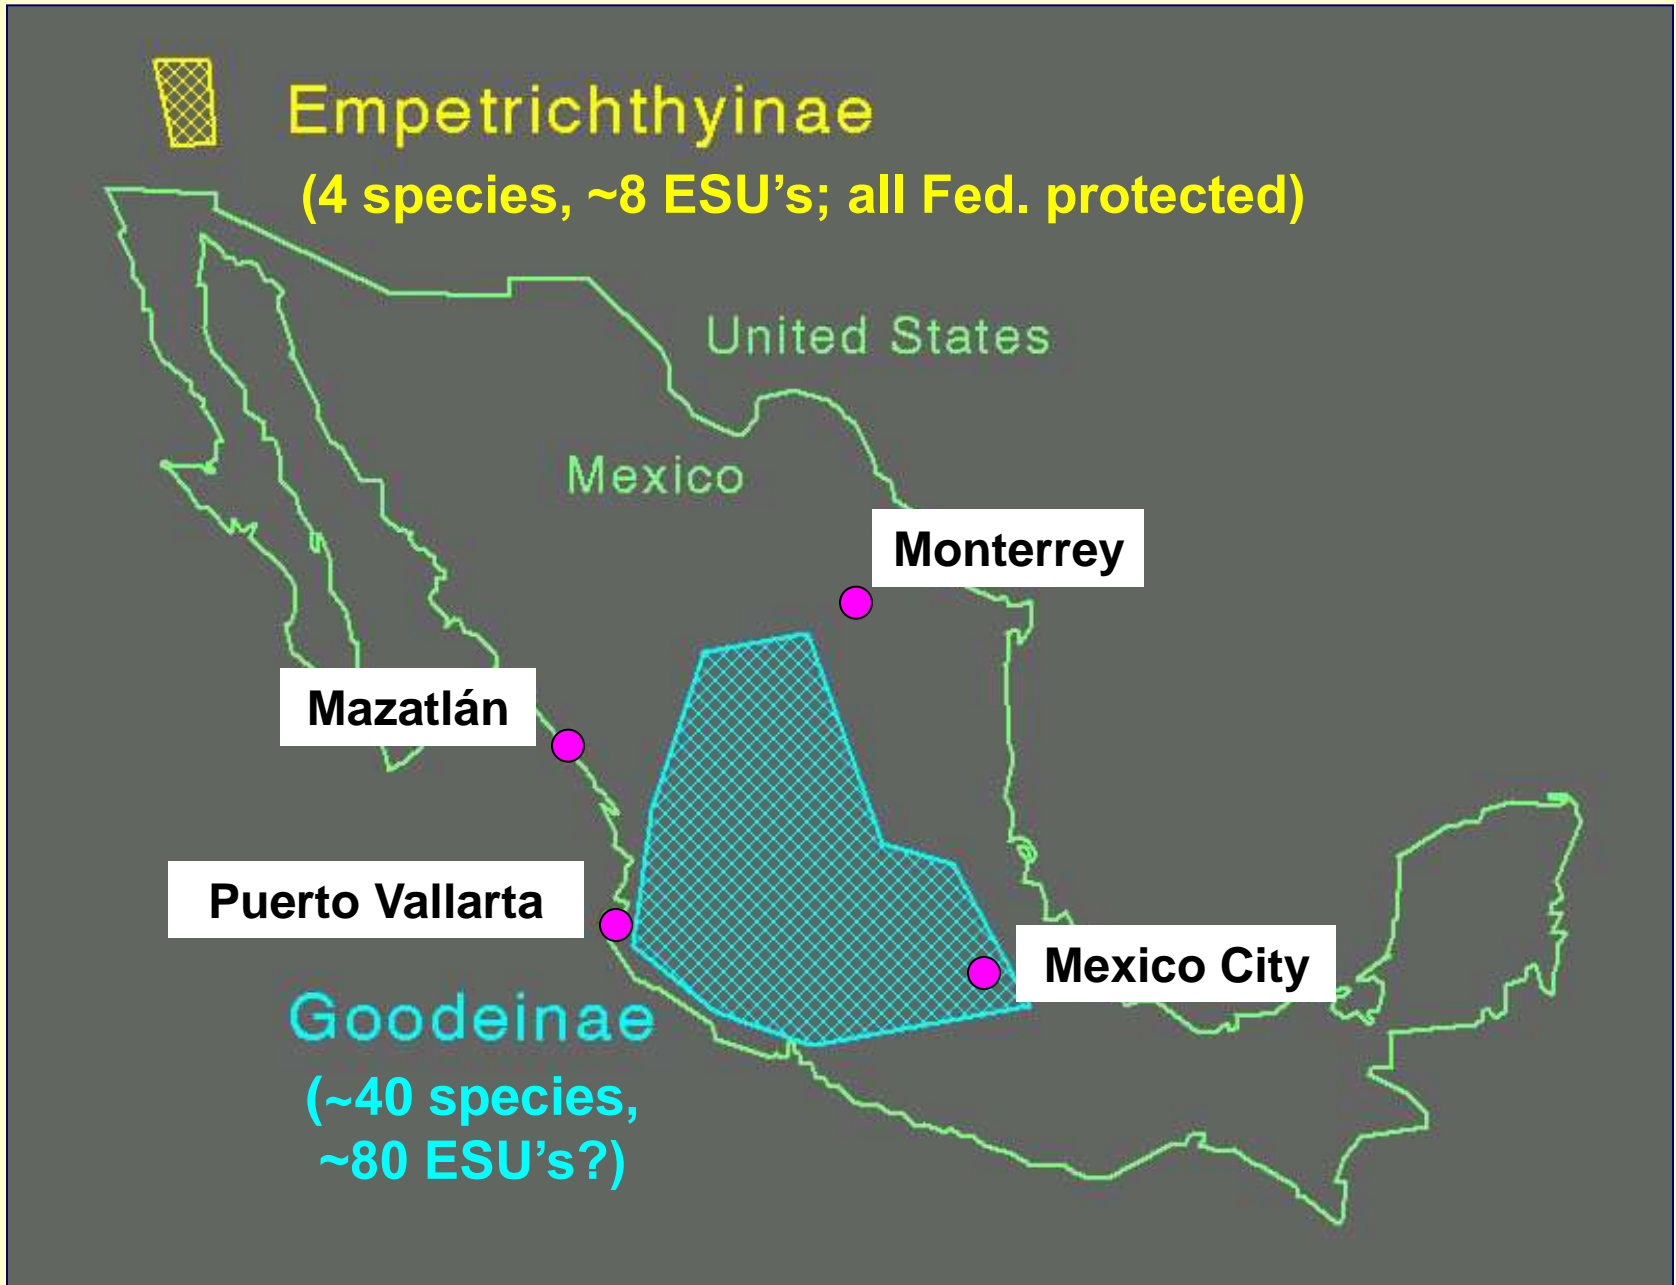 Empetrichthyinae
(4 species, ~8 ESU’s; all Fed. protected)
United States
Mexico
Monterrey
Mazatlán
Puerto Vallarta
Mexico City
Goodeinae
(~40 species,
~80 ESU’s?)